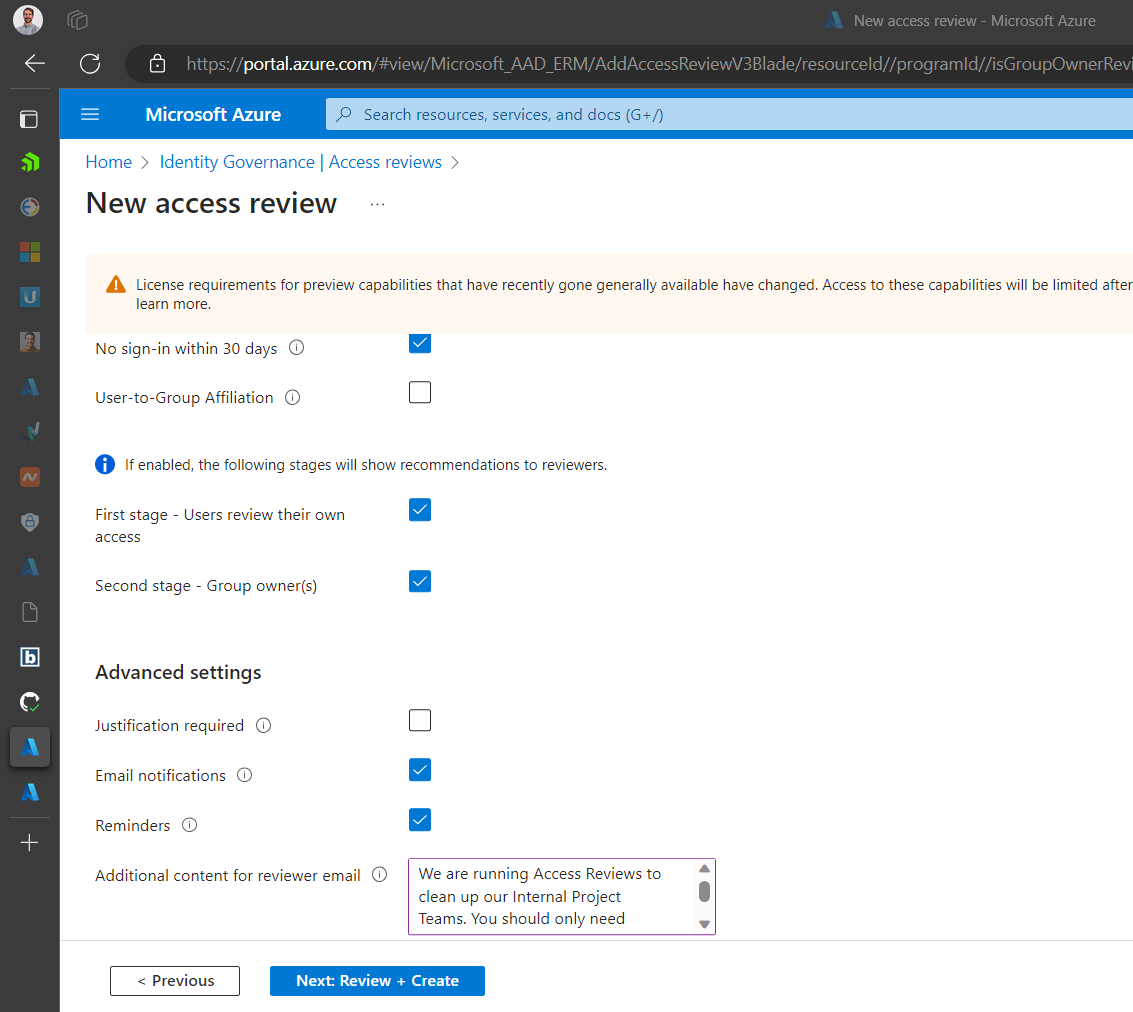 New access review - Microsoft Azure
https://portal.azure.com/#view/Microsoft_AAD_ERM/AddAccessReviewV3Blade/resourceId//programId//isGroupOwnerRevi
Microsoft Azure
Search resources, services, and docs (G+/)
Home > Identity Governance | Access reviews >
New access review ...
License requirements for preview capabilities that have recently gone generally available have changed. Access to these capabilities will be limited after
learn more.
No sign-in within 30 days
User-to-Group Affiliation
If enabled, the following stages will show recommendations to reviewers.
First stage - Users review their own
access
Second stage - Group owner(s)
Advanced settings
Justification required
Email notifications
Reminders
Additional content for reviewer email
We are running Access Reviews to
clean up our Internal Project
Teams. You should only need
< Previous
Next: Review + Create